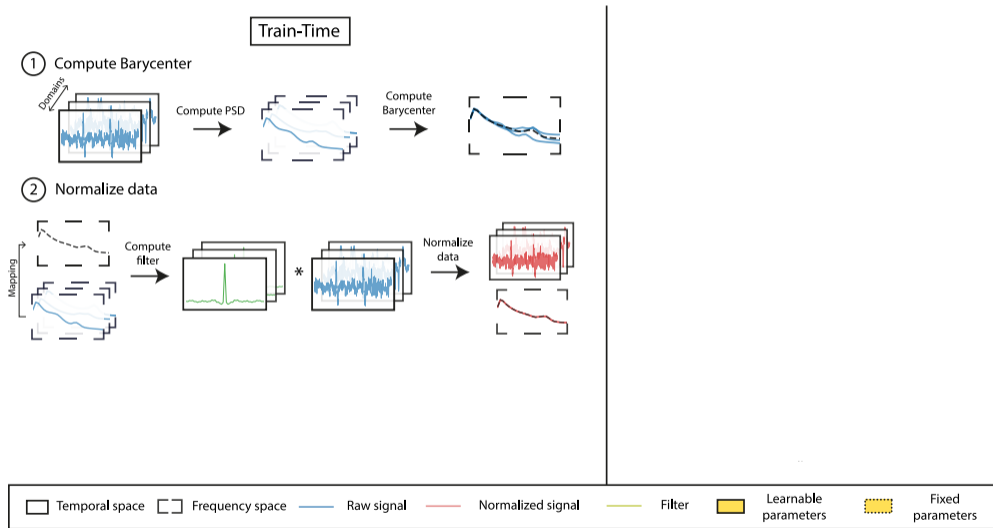 Train-Time
1 Compute Barycenter
Domains
Compute PSD
Compute
Barycenter
2 Normalize data
Mapping
Compute
filter
*
Normalize
data
Temporal space
Frequency space
Raw signal
Normalized signal
Filter
Learnable
parameters
Fixed
parameters